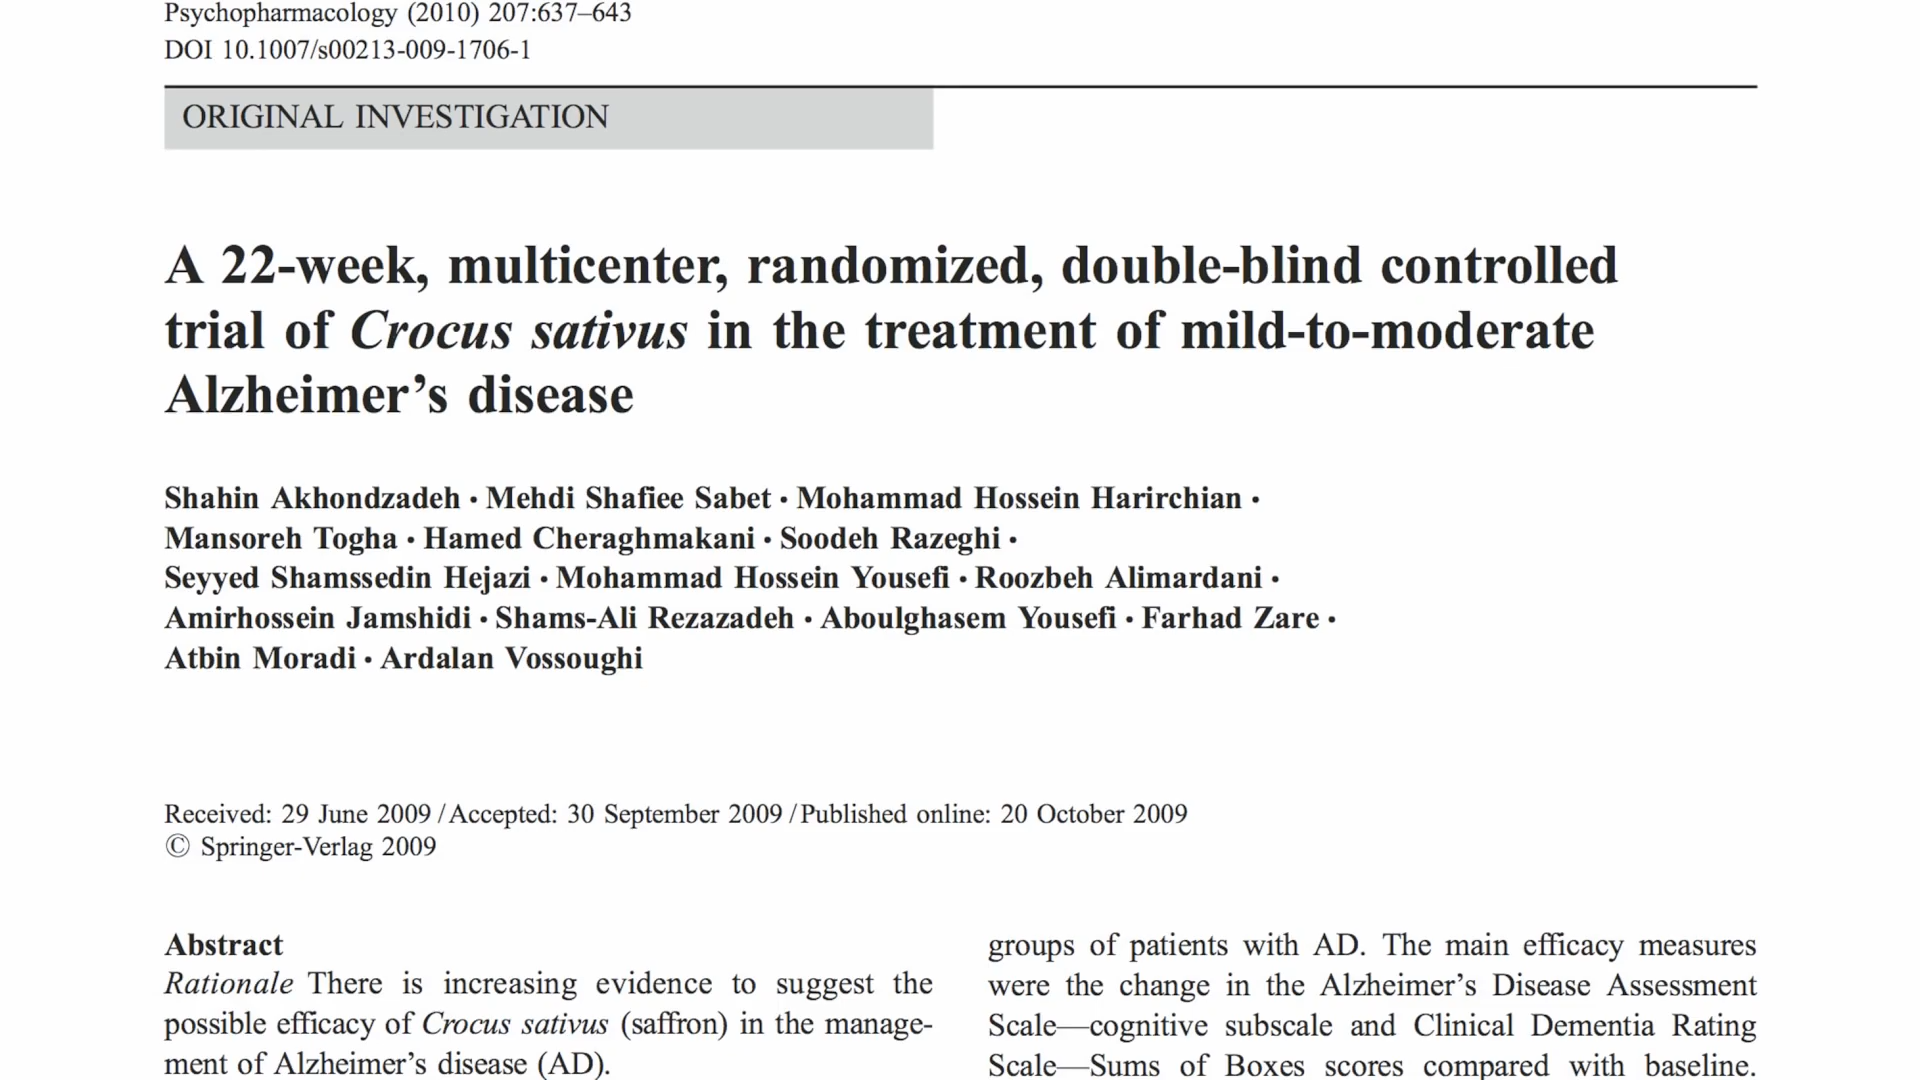 Psychopharmacology (2010) 207:637–643
DOI 10.1007/s00213-009-1706-1
ORIGINAL INVESTIGATION
A 22-week, multicenter, randomized, double-blind controlled
trial of Crocus sativus in the treatment of mild-to-moderate
Alzheimer’s disease
Shahin Akhondzadeh · Mehdi Shafiee Sabet · Mohammad Hossein Harirchian ·
Mansoreh Togha · Hamed Cheraghmakani · Soodeh Razeghi ·
Seyyed Shamssedin Hejazi · Mohammad Hossein Yousefi · Roozbeh Alimardani ·
Amirhossein Jamshidi · Shams-Ali Rezazadeh · Aboulghasem Yousefi · Farhad Zare ·
Atbin Moradi · Ardalan Vossoughi
Received: 29 June 2009 / Accepted: 30 September 2009 / Published online: 20 October 2009
© Springer-Verlag 2009
Abstract
Rationale There is increasing evidence to suggest the
possible efficacy of Crocus sativus (saffron) in the manage-
ment of Alzheimer’s disease (AD).
groups of patients with AD. The main efficacy measures
were the change in the Alzheimer’s Disease Assessment
Scale—cognitive subscale and Clinical Dementia Rating
Scale—Sums of Boxes scores compared with baseline.